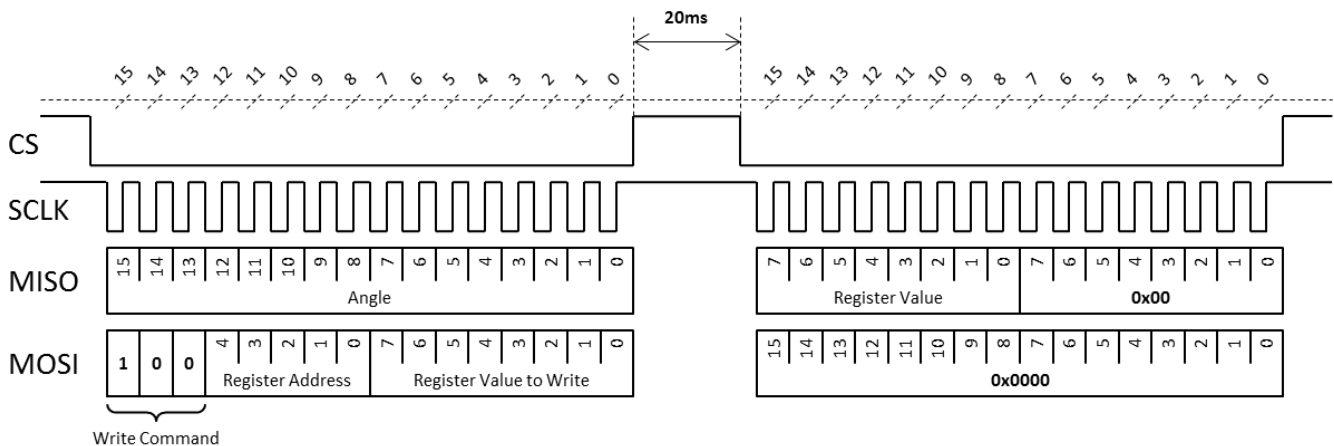 20ms
15 14 13 12 11 10 9 8 7 6 5 4 3 2 1 0 15 14 13 12 11 10 9 8 7 6 5 4 3 2 1 0
CS
SCLK
MISO 15 14 13 12 11 10 9 8 7 6 5 4 3 2 1 0 7 6 5 4 3 2 1 0 7 6 5 4 3 2 1 0
Angle Register Value 0x00
MOSI 1 0 0 4 3 2 1 0 7 6 5 4 3 2 1 0 15 14 13 12 11 10 9 8 7 6 5 4 3 2 1 0
Register Address Register Value to Write 0x0000
Write Command